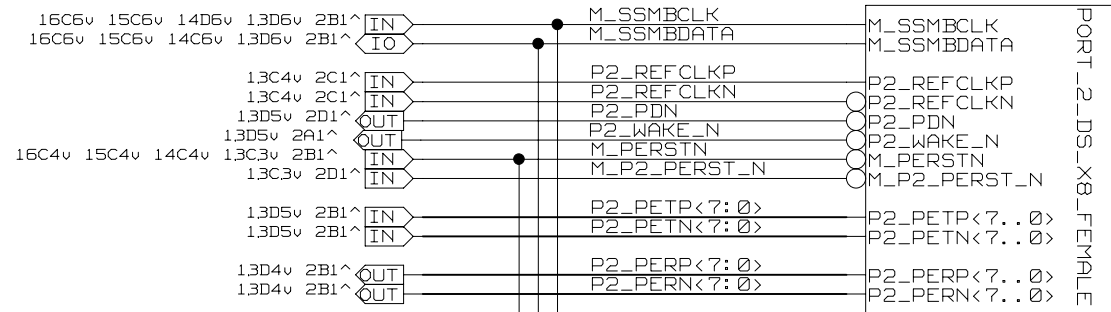 16C6v 15C6v 14D6v 13D6v 2B1^ IN M_SSMBCLK M_SSMBCLK
16C6v 15C6v 14C6v 13D6v 2B1^ IO M_SSMBDATA M_SSMBDATA
13C4v 2C1^ IN P2_REFCLKP P2_REFCLKP
13C4v 2C1^ IN P2_REFCLKN P2_REFCLKN
13D5v 2D1^ OUT P2_PDN P2_PDN
13D5v 2A1^ OUT P2_WAKE_N P2_WAKE_N
16C4v 15C4v 14C4v 13C3v 2B1^ IN M_PERSTN M_PERSTN
13C3v 2D1^ IN M_P2_PERST_N M_P2_PERST_N
13D5v 2B1^ IN P2_PETP<7:0> P2_PETP<7..0>
13D5v 2B1^ IN P2_PETN<7:0> P2_PETN<7..0>
13D4v 2B1^ OUT P2_PERP<7:0> P2_PERP<7..0>
13D4v 2B1^ OUT P2_PERN<7:0> P2_PERN<7..0>
PORT_2_DS_X8_FEMALE